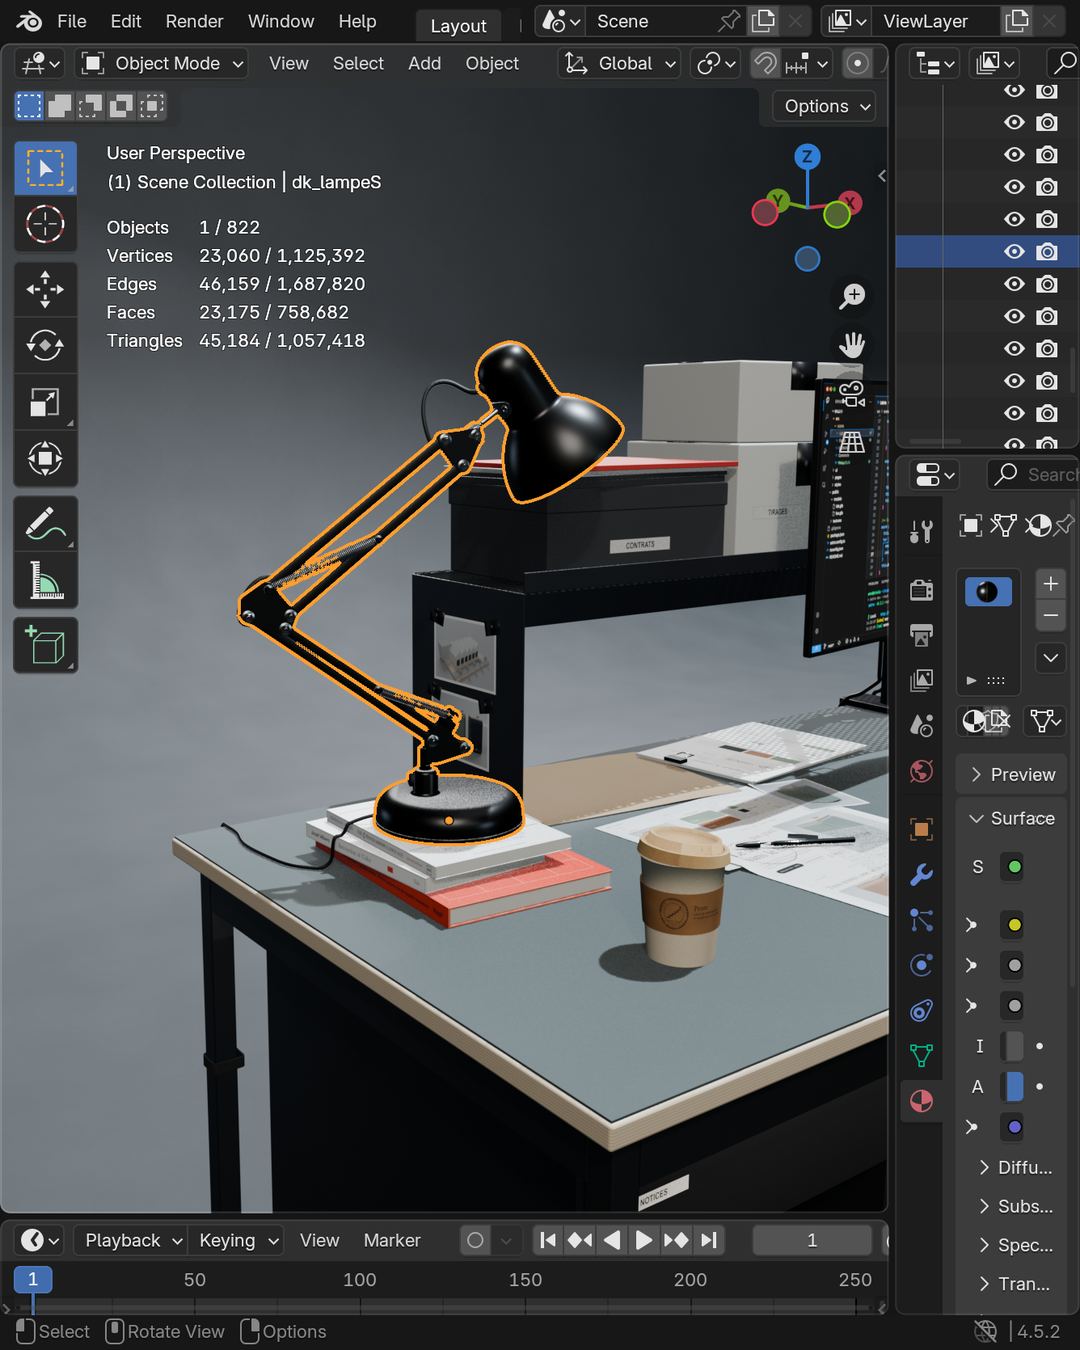 File Edit Render Window Help Layout Scene ViewLayer
Object Mode View Select Add Object Global
Options
User Perspective
(1) Scene Collection | dk_lampeS
Objects 1 / 822
Vertices 23,060 / 1,125,392
Edges 46,159 / 1,687,820
Faces 23,175 / 758,682
Triangles 45,184 / 1,057,418
Z
Y
X
TIRAGES
CONTRATS
NOTICES
Search
Preview
Surface
S
I
A
Diffu...
Subs...
Spec...
Tran...
Playback Keying View Marker 1
1 50 100 150 200 250
Select Rotate View Options 4.5.2